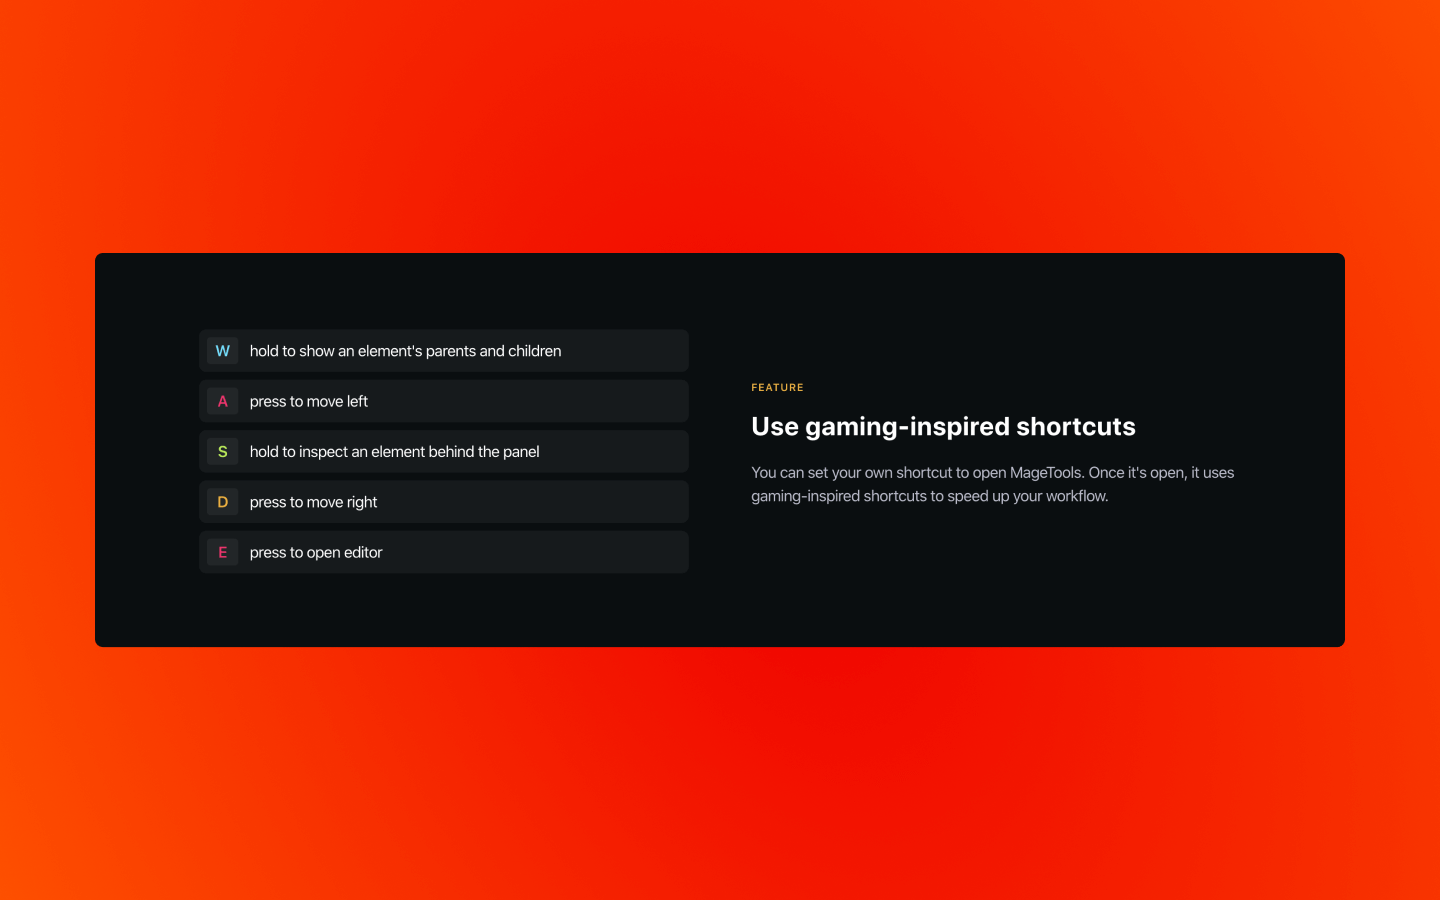 W hold to show an element's parents and children
A press to move left
S hold to inspect an element behind the panel
D press to move right
E press to open editor
FEATURE
Use gaming-inspired shortcuts
You can set your own shortcut to open MageTools. Once it's open, it uses
gaming-inspired shortcuts to speed up your workflow.